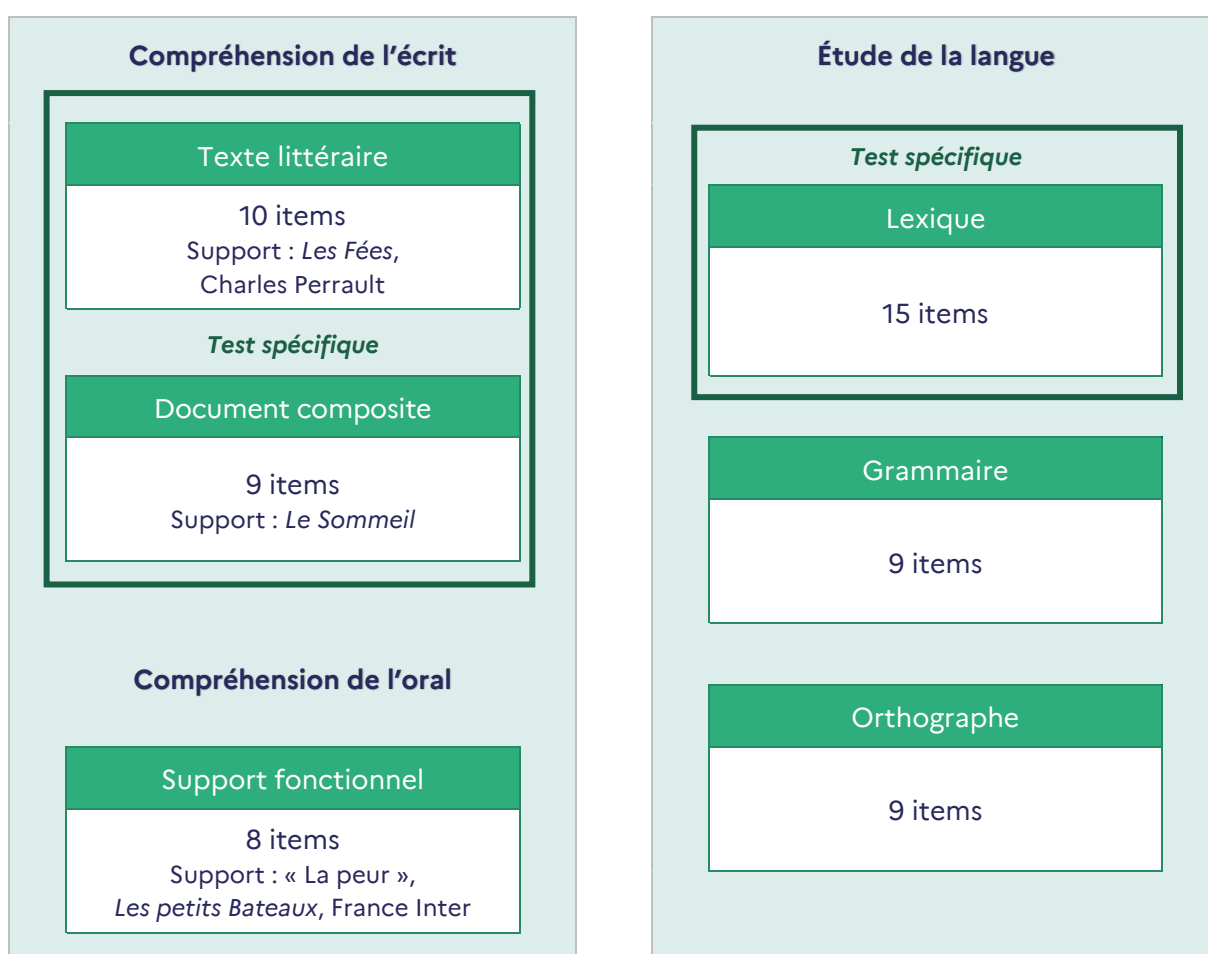 Compréhension de l’écrit
Texte littéraire
10 items
Support : Les Fées,
Charles Perrault
Test spécifique
Document composite
9 items
Support : Le Sommeil
Compréhension de l’oral
Support fonctionnel
8 items
Support : « La peur »,
Les petits Bateaux, France Inter
Étude de la langue
Test spécifique
Lexique
15 items
Grammaire
9 items
Orthographe
9 items